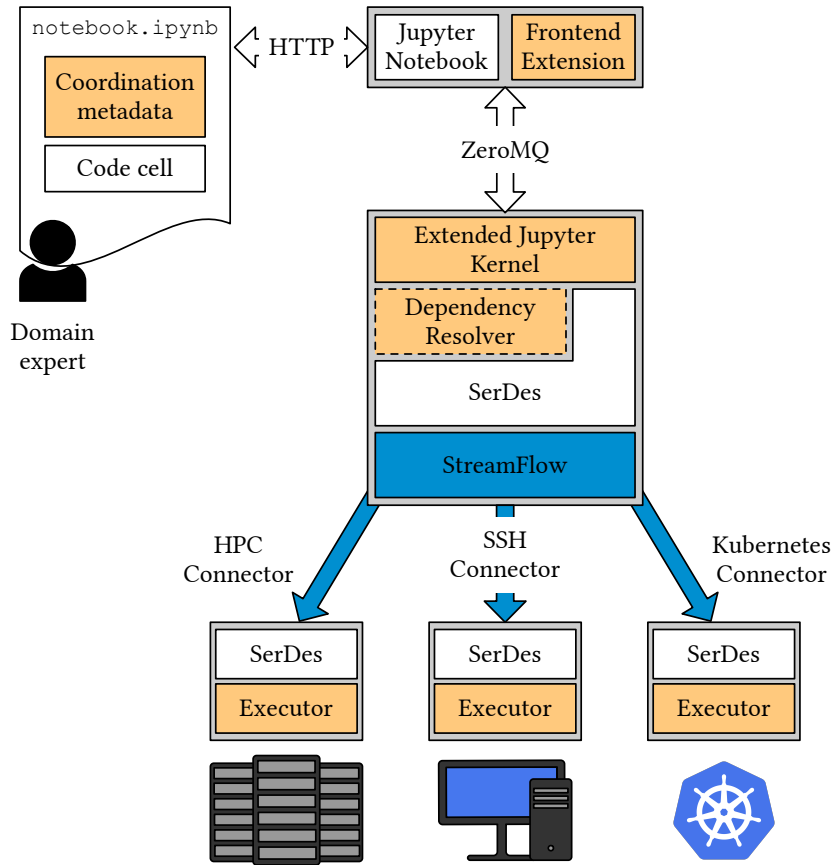 notebook.ipynb
Coordination
metadata
Code cell
Domain
expert
HTTP
Jupyter
Notebook
Frontend
Extension
ZeroMQ
Extended Jupyter
Kernel
Dependency
Resolver
SerDes
StreamFlow
HPC
Connector
SSH
Connector
Kubernetes
Connector
SerDes
Executor
SerDes
Executor
SerDes
Executor